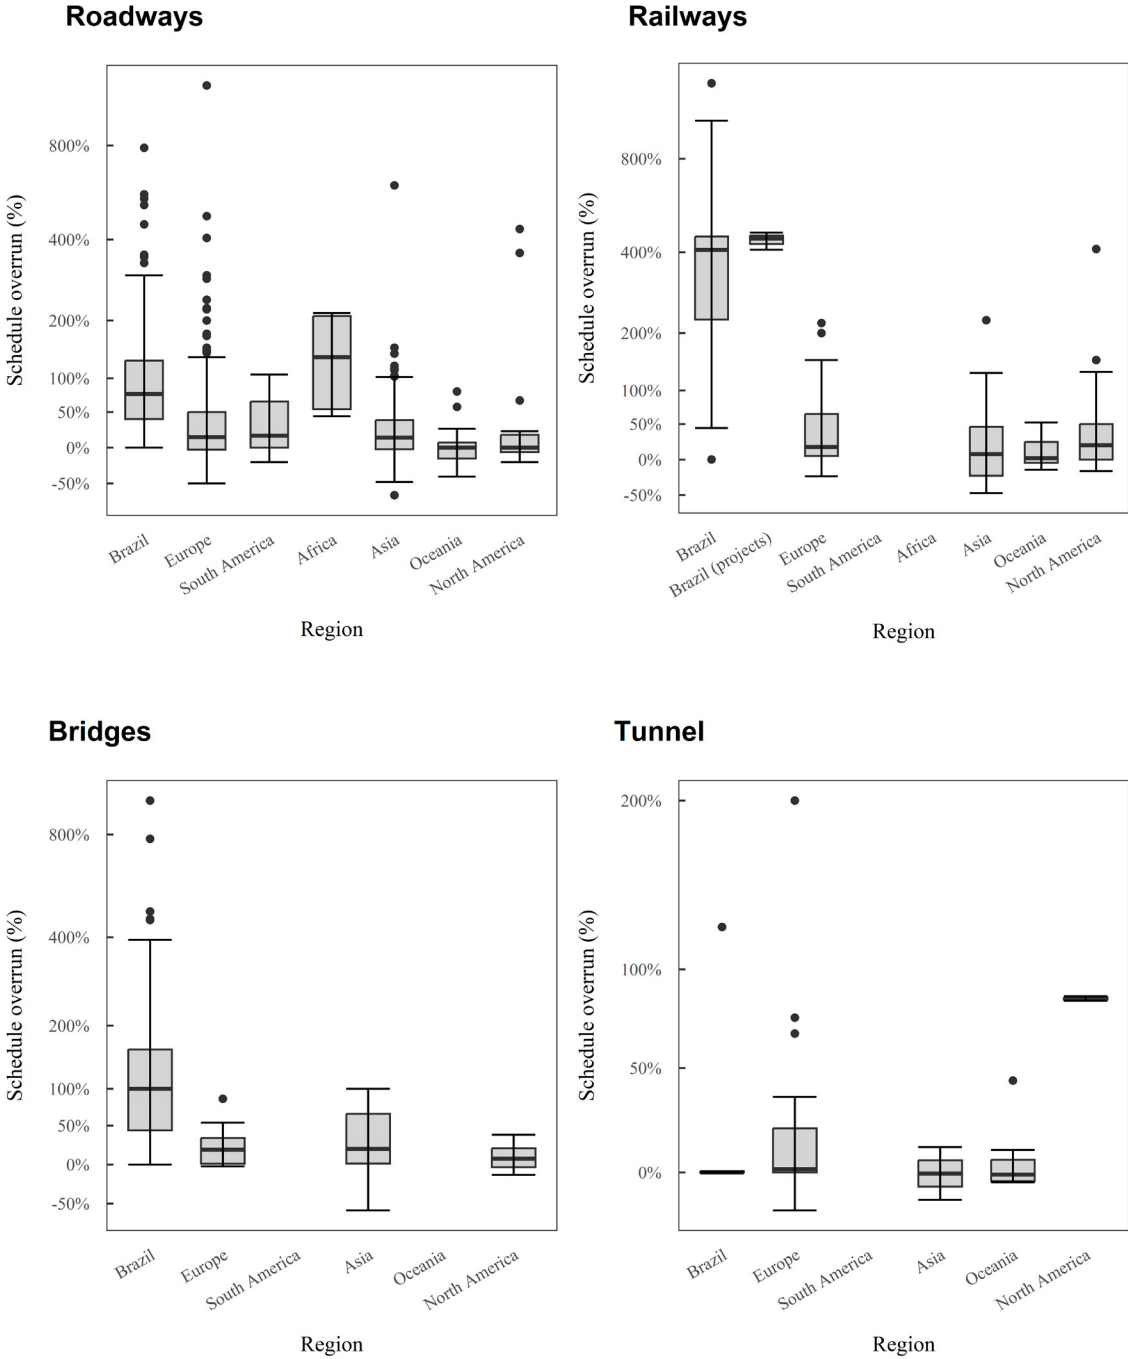 Roadways
Schedule overrun (%)
800%
400%
200%
100%
50%
0%
-50%
Brazil
Europe
South America
Africa
Asia
Oceania
North America
Region
Railways
Schedule overrun (%)
800%
400%
200%
100%
50%
0%
-50%
Brazil
Brazil (projects)
Europe
South America
Africa
Asia
Oceania
North America
Region
Bridges
Schedule overrun (%)
800%
400%
200%
100%
50%
0%
-50%
Brazil
Europe
South America
Asia
Oceania
North America
Region
Tunnel
Schedule overrun (%)
200%
100%
50%
0%
Brazil
Europe
South America
Asia
Oceania
North America
Region